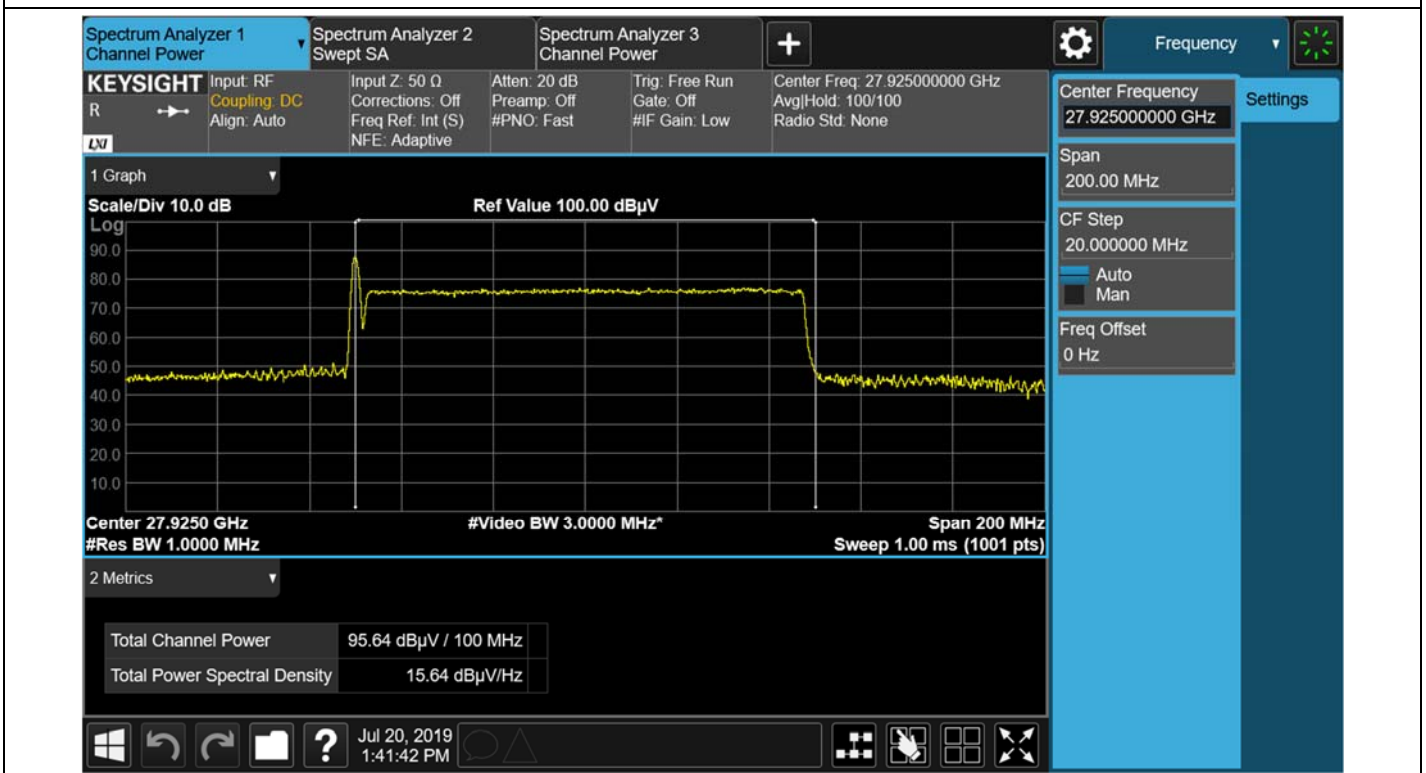 Spectrum Analyzer 1
Channel Power
Spectrum Analyzer 2
Swept SA
Spectrum Analyzer 3
Channel Power
Frequency
KEYSIGHT
R
LXI
Input: RF
Coupling: DC
Align: Auto
Input Z: 50 Ω
Corrections: Off
Freq Ref: Int (S)
NFE: Adaptive
Atten: 20 dB
Preamp: Off
#PNO: Fast
Trig: Free Run
Gate: Off
#IF Gain: Low
Center Freq: 27.925000000 GHz
Avg|Hold: 100/100
Radio Std: None
Center Frequency
27.925000000 GHz
Settings
Span
200.00 MHz
CF Step
20.000000 MHz
Auto
Man
Freq Offset
0 Hz
1 Graph
Scale/Div 10.0 dB
Ref Value 100.00 dBµV
Log
90.0
80.0
70.0
60.0
50.0
40.0
30.0
20.0
10.0
Center 27.9250 GHz
#Video BW 3.0000 MHz*
Span 200 MHz
#Res BW 1.0000 MHz
Sweep 1.00 ms (1001 pts)
2 Metrics
Total Channel Power 95.64 dBµV / 100 MHz
Total Power Spectral Density 15.64 dBµV/Hz
?
Jul 20, 2019
1:41:42 PM